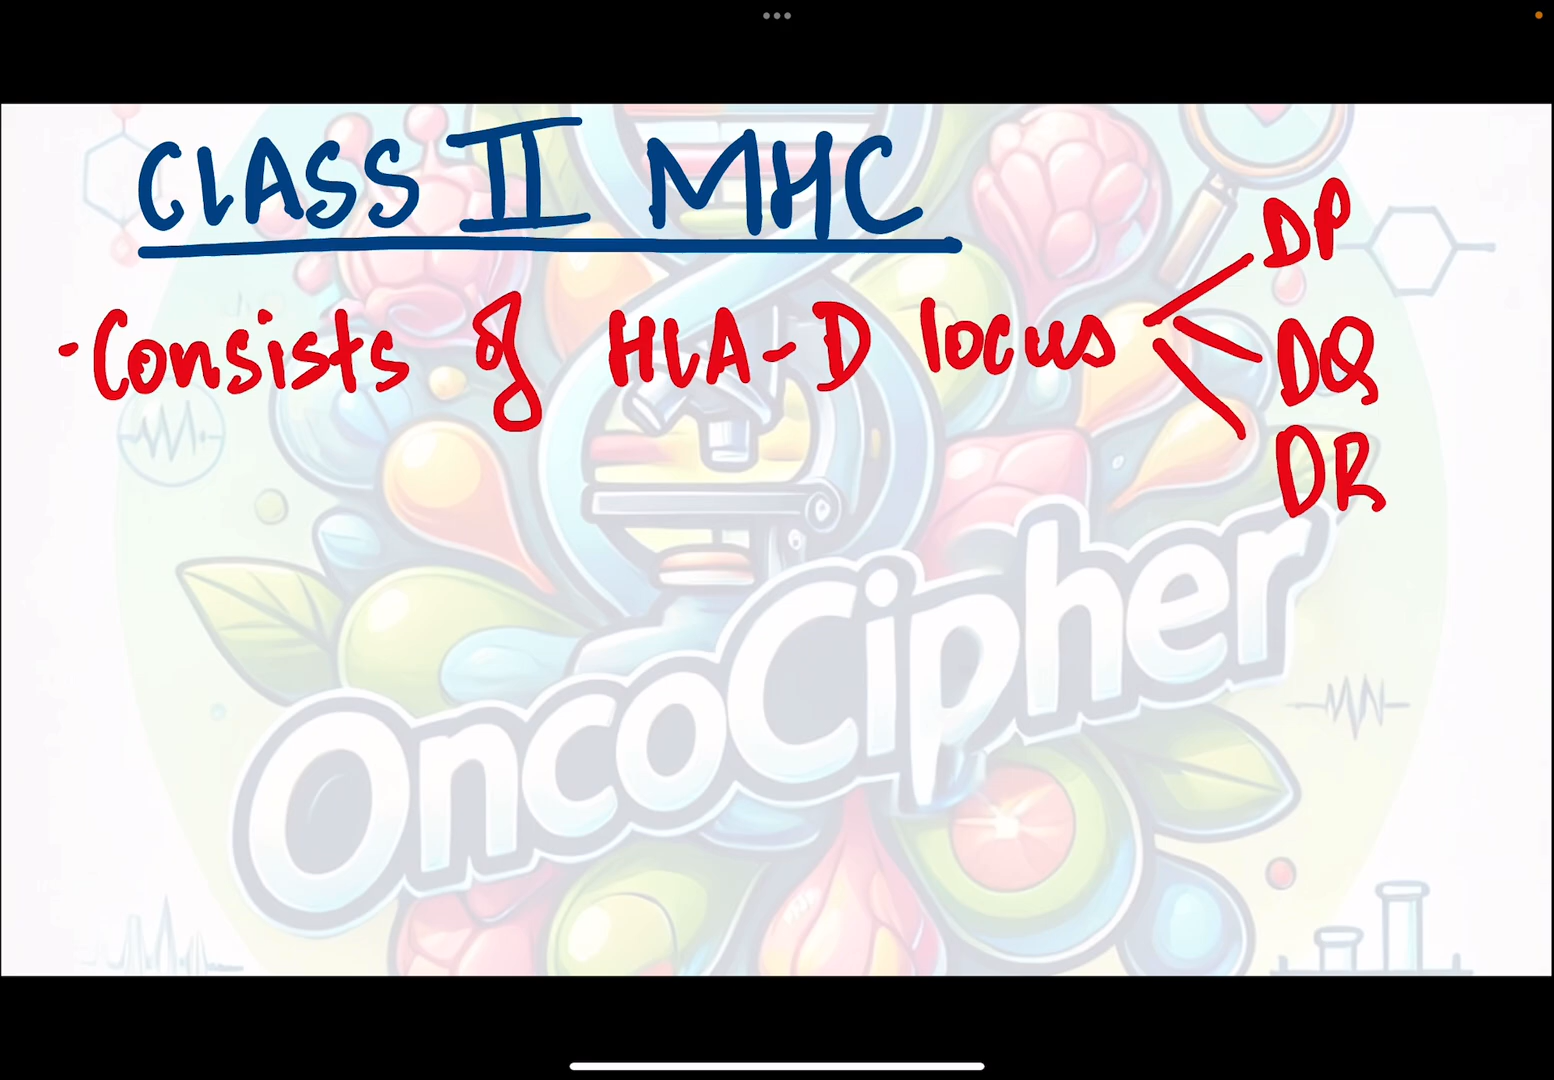 CLASS II MHC
· Consists of HLA-D locus
DP
DQ
DR
OncoCipher